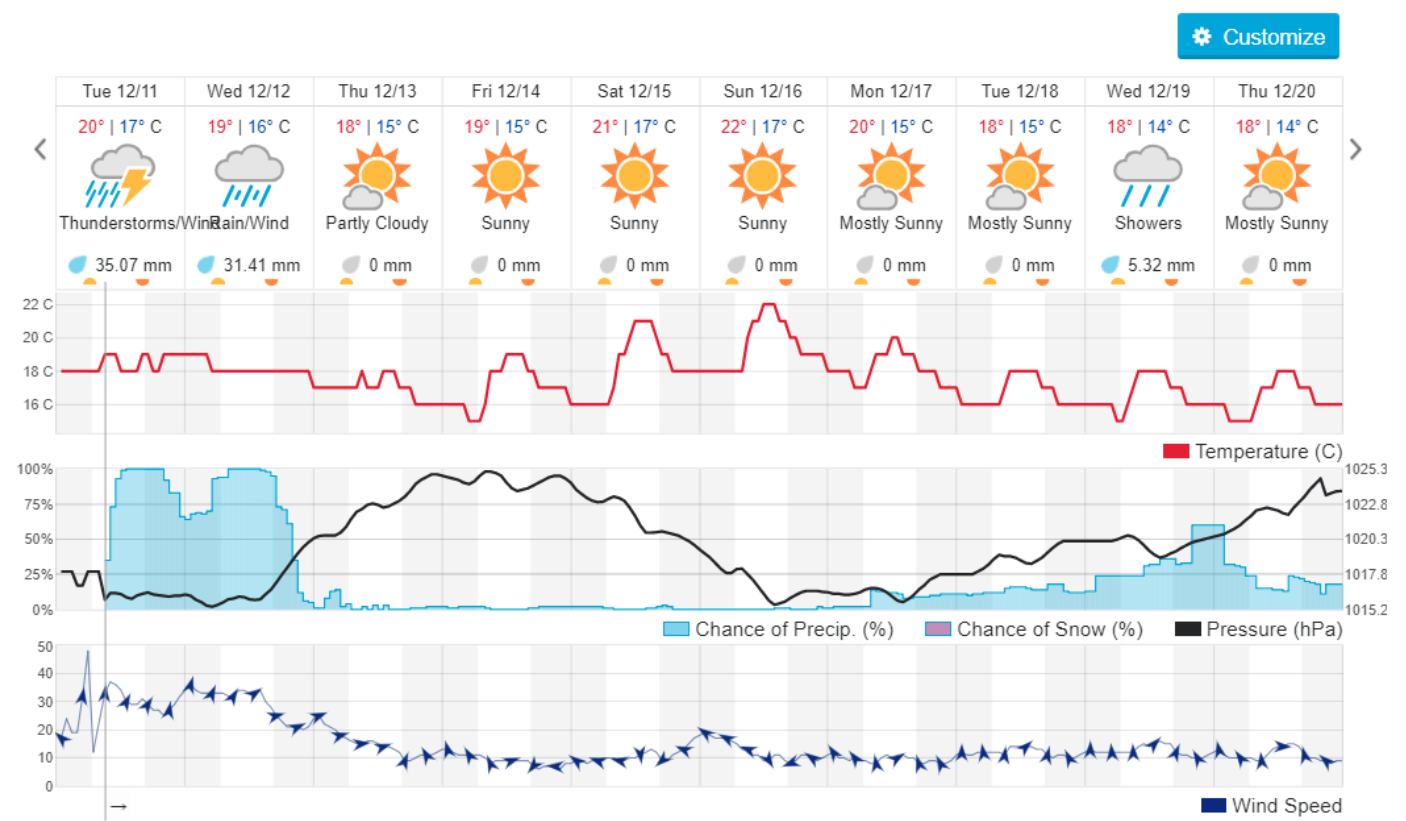 Customize
Tue 12/11 Wed 12/12 Thu 12/13 Fri 12/14 Sat 12/15 Sun 12/16 Mon 12/17 Tue 12/18 Wed 12/19 Thu 12/20
20° | 17° C 19° | 16° C 18° | 15° C 19° | 15° C 21° | 17° C 22° | 17° C 20° | 15° C 18° | 15° C 18° | 14° C 18° | 14° C
Thunderstorms/Wind Rain/Wind Partly Cloudy Sunny Sunny Sunny Mostly Sunny Mostly Sunny Showers Mostly Sunny
35.07 mm 31.41 mm 0 mm 0 mm 0 mm 0 mm 0 mm 0 mm 5.32 mm 0 mm
22 C
20 C
18 C
16 C
Temperature (C)
100% 1025.3
75% 1022.8
50% 1020.3
25% 1017.8
0% 1015.2
Chance of Precip. (%) Chance of Snow (%) Pressure (hPa)
50
40
30
20
10
0
→
Wind Speed